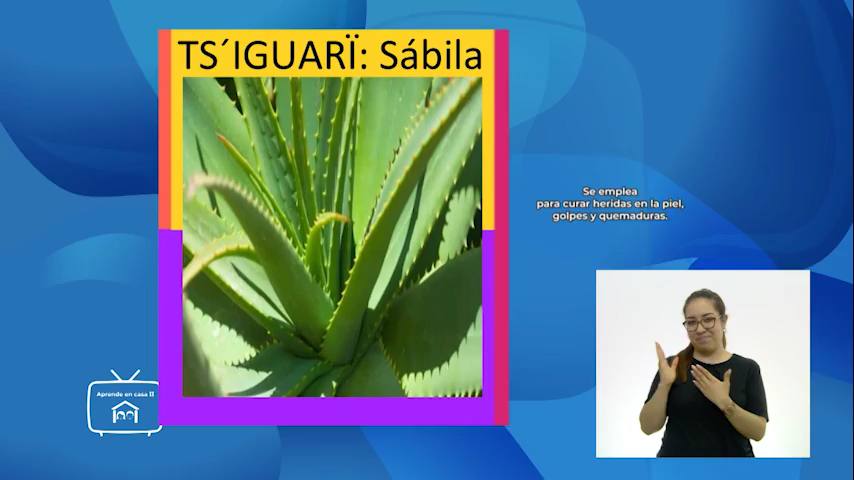 TS´IGUARÏ: Sábila
Se emplea
para curar heridas en la piel,
golpes y quemaduras.
Aprende en casa II